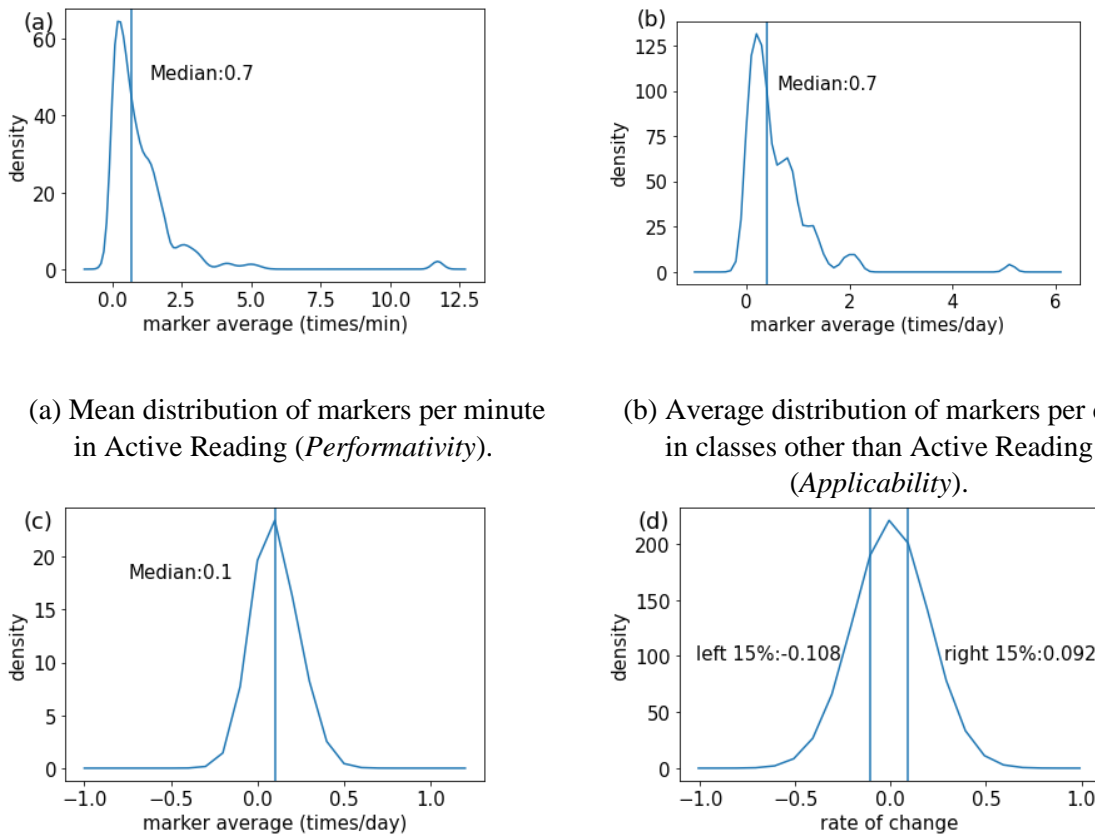 (a)
60
40
20
0
density
Median:0.7
0.0 2.5 5.0 7.5 10.0 12.5
marker average (times/min)
(b)
125
100
75
50
25
0
density
Median:0.7
0 2 4 6
marker average (times/day)
(a) Mean distribution of markers per minute
in Active Reading (Performativity).
(b) Average distribution of markers per
in classes other than Active Reading
(Applicability).
(c)
20
15
10
5
0
density
Median:0.1
−1.0 −0.5 0.0 0.5 1.0
marker average (times/day)
(d)
200
150
100
50
0
density
left 15%:-0.108
right 15%:0.092
−1.0 −0.5 0.0 0.5 1.0
rate of change